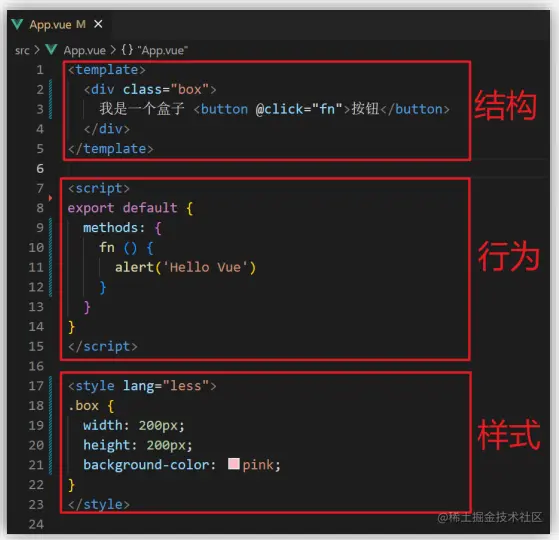 App.vue M ×
src > App.vue > {} "App.vue"
1 <template>
2 <div class="box">
3 我是一个盒子 <button @click="fn">按钮</button>
4 </div>
5 </template>
结构
6
7 <script>
8 export default {
9 methods: {
10 fn () {
11 alert('Hello Vue')
12 }
13 }
14 }
15 </script>
行为
16
17 <style lang="less">
18 .box {
19 width: 200px;
20 height: 200px;
21 background-color: pink;
22 }
23 </style>
样式
24
@稀土掘金技术社区